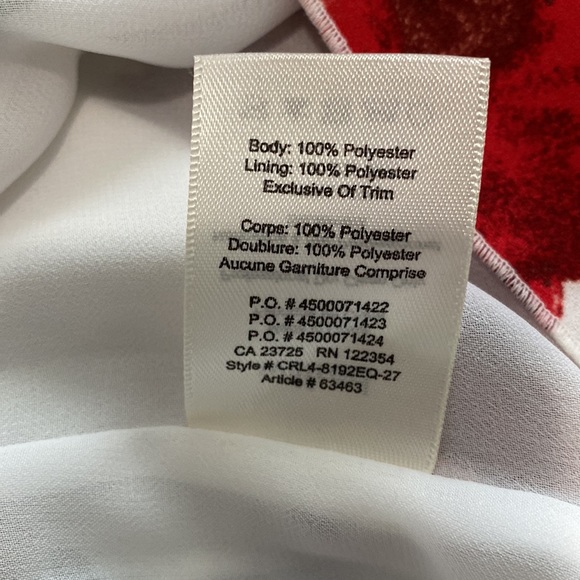 Body: 100% Polyester
Lining: 100% Polyester
Exclusive Of Trim
Corps: 100% Polyester
Doublure: 100% Polyester
Aucune Garniture Comprise
P.O. # 4500071422
P.O. # 4500071423
P.O. # 4500071424
CA 23725 RN 122354
Style # CRL4-8192EQ-27
Article # 63463